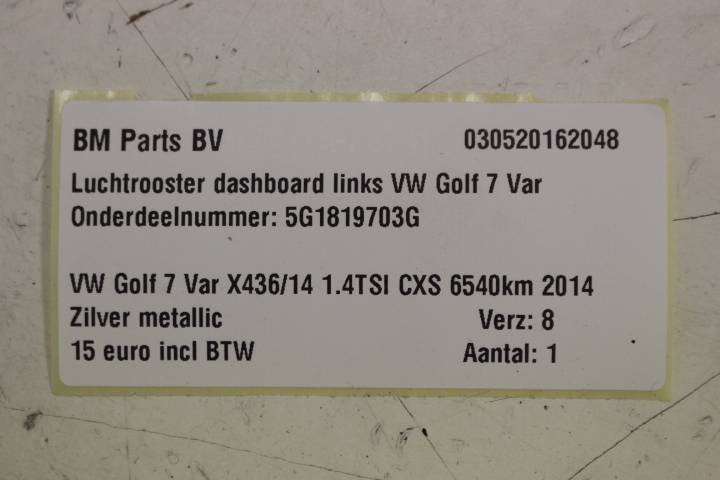 BM Parts BV 030520162048
Luchtrooster dashboard links VW Golf 7 Var
Onderdeelnummer: 5G1819703G
VW Golf 7 Var X436/14 1.4TSI CXS 6540km 2014
Zilver metallic Verz: 8
15 euro incl BTW Aantal: 1